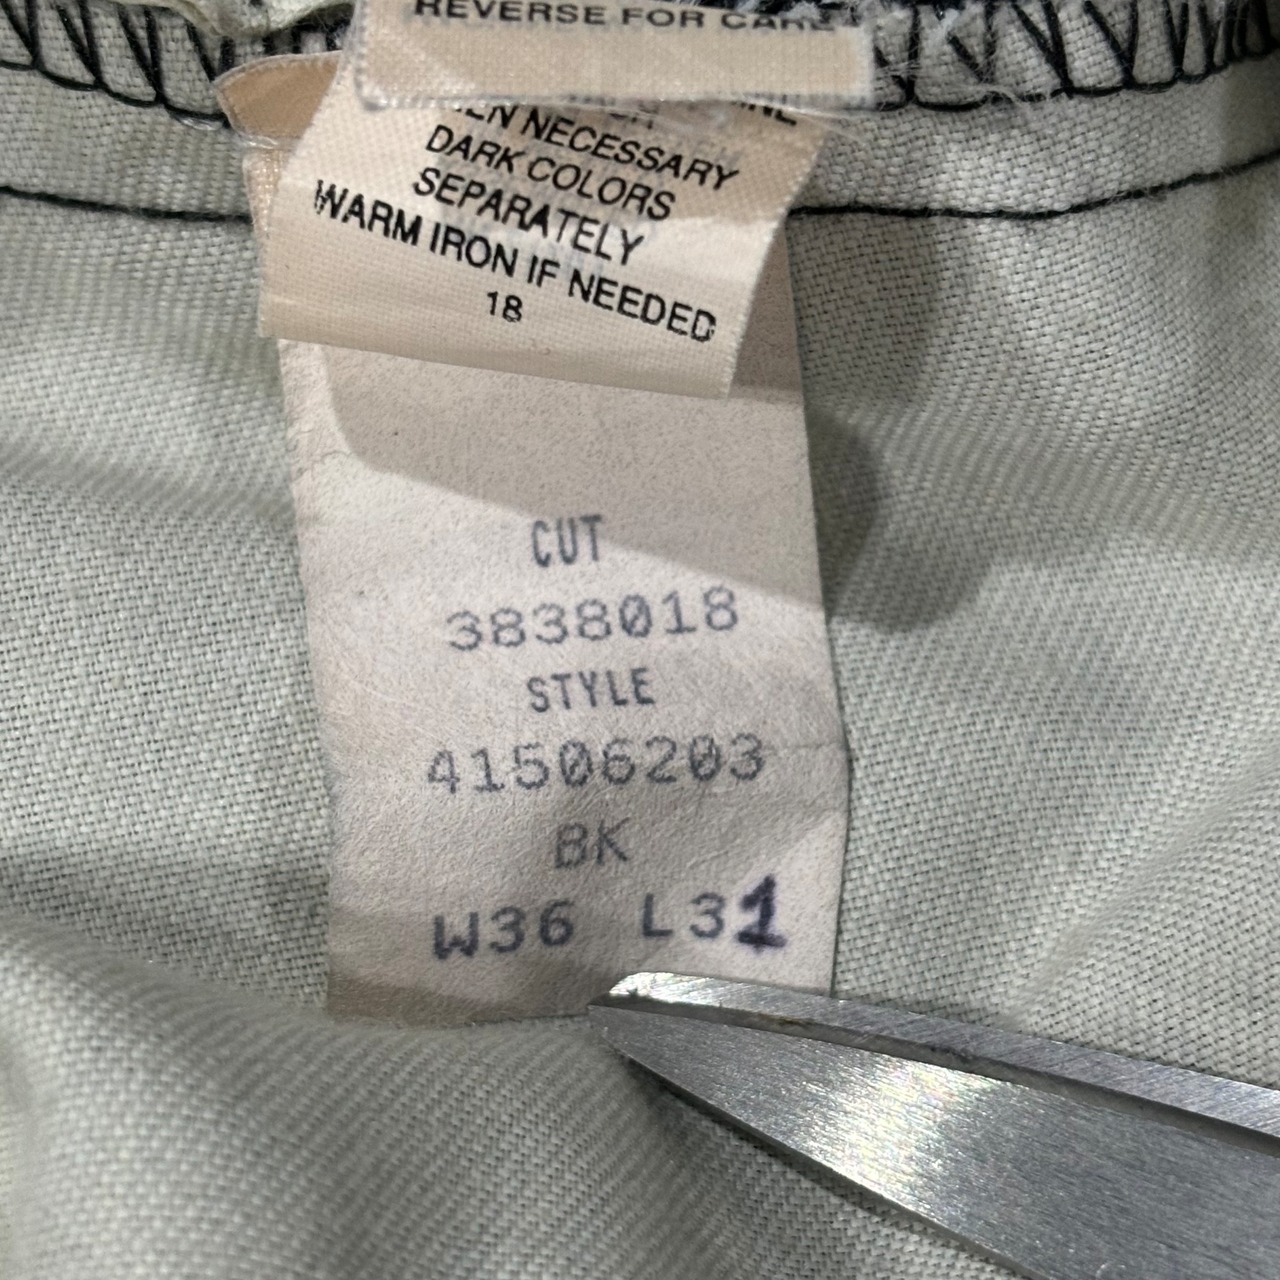 REVERSE FOR CARE
NECESSARY
DARK COLORS
SEPARATELY
WARM IRON IF NEEDED
18
CUT
3838018
STYLE
41506203
BK
W36 L31